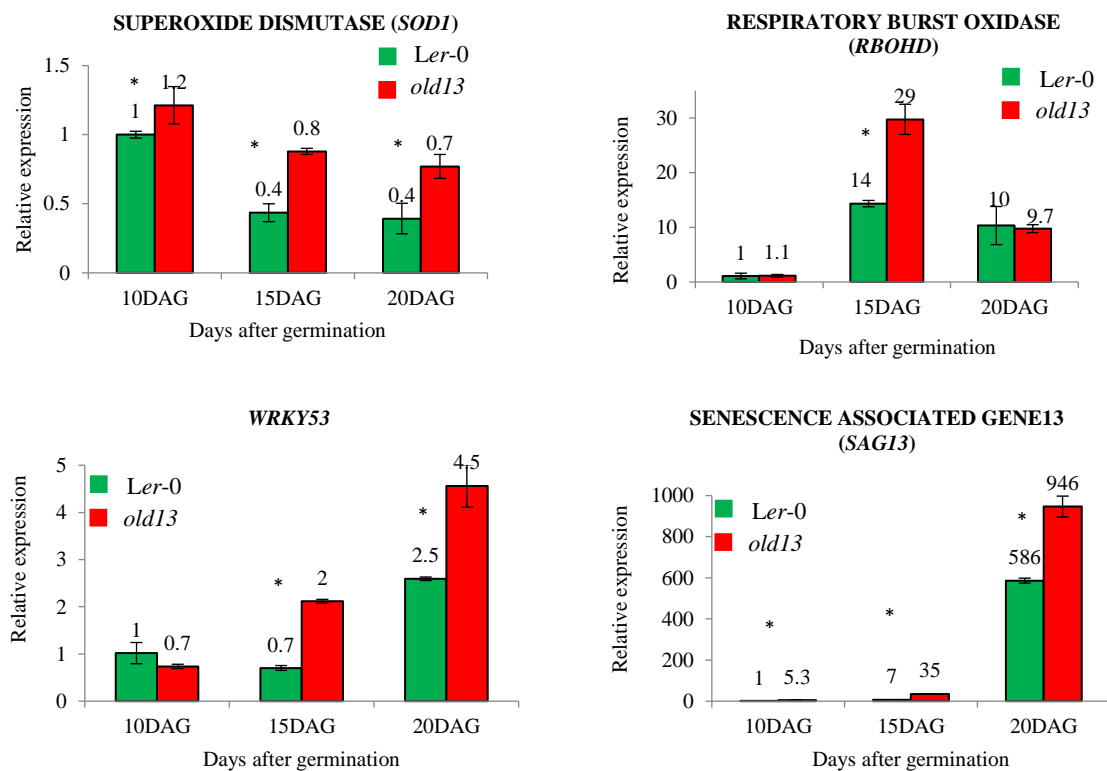 SUPEROXIDE DISMUTASE (SOD1)
Ler-0
old13
Relative expression
1.5
1
0.5
0
*
1
1.2
*
0.4
0.8
*
0.4
0.7
10DAG 15DAG 20DAG
Days after germination
RESPIRATORY BURST OXIDASE
(RBOHD)
Ler-0
old13
Relative expression
30
20
10
0
1
1.1
*
14
29
10
9.7
10DAG 15DAG 20DAG
Days after germination
WRKY53
Ler-0
old13
Relative expression
5
4
3
2
1
0
1
0.7
*
0.7
2
*
2.5
4.5
10DAG 15DAG 20DAG
Days after germination
SENESCENCE ASSOCIATED GENE13
(SAG13)
Ler-0
old13
Relative expression
1000
800
600
400
200
0
*
1
5.3
*
7
35
*
586
946
10DAG 15DAG 20DAG
Days after germination